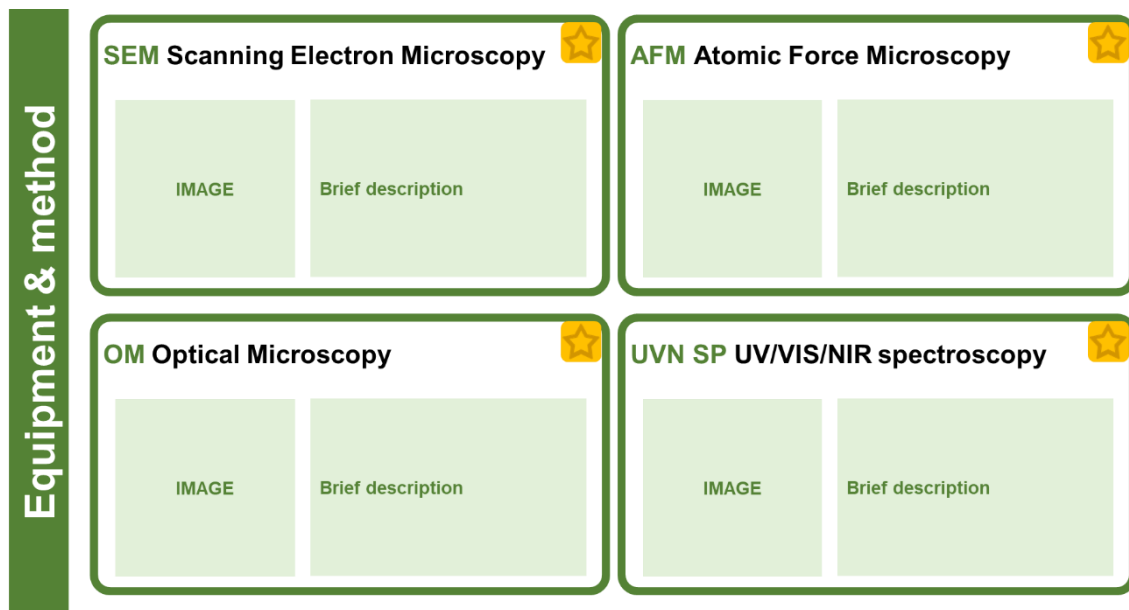 Equipment & method
SEM Scanning Electron Microscopy
IMAGE
Brief description
AFM Atomic Force Microscopy
IMAGE
Brief description
OM Optical Microscopy
IMAGE
Brief description
UVN SP UV/VIS/NIR spectroscopy
IMAGE
Brief description